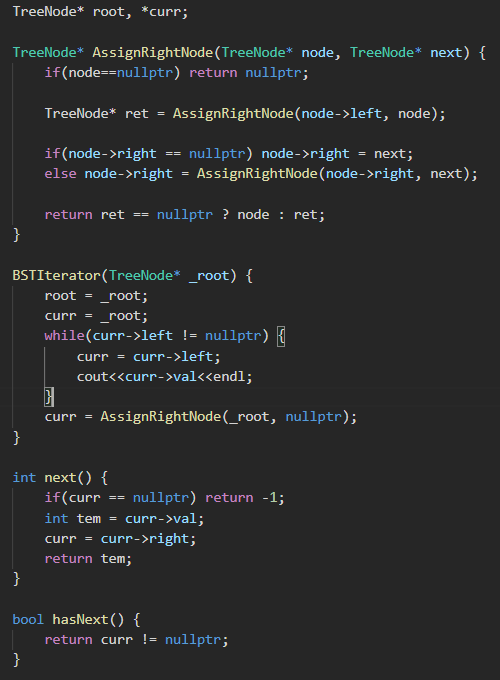 TreeNode* root, *curr;
TreeNode* AssignRightNode(TreeNode* node, TreeNode* next) {
if(node==nullptr) return nullptr;
TreeNode* ret = AssignRightNode(node->left, node);
if(node->right == nullptr) node->right = next;
else node->right = AssignRightNode(node->right, next);
return ret == nullptr ? node : ret;
}
BSTIterator(TreeNode* _root) {
root = _root;
curr = _root;
while(curr->left != nullptr) {
curr = curr->left;
cout<<curr->val<<endl;
}
curr = AssignRightNode(_root, nullptr);
}
int next() {
if(curr == nullptr) return -1;
int tem = curr->val;
curr = curr->right;
return tem;
}
bool hasNext() {
return curr != nullptr;
}